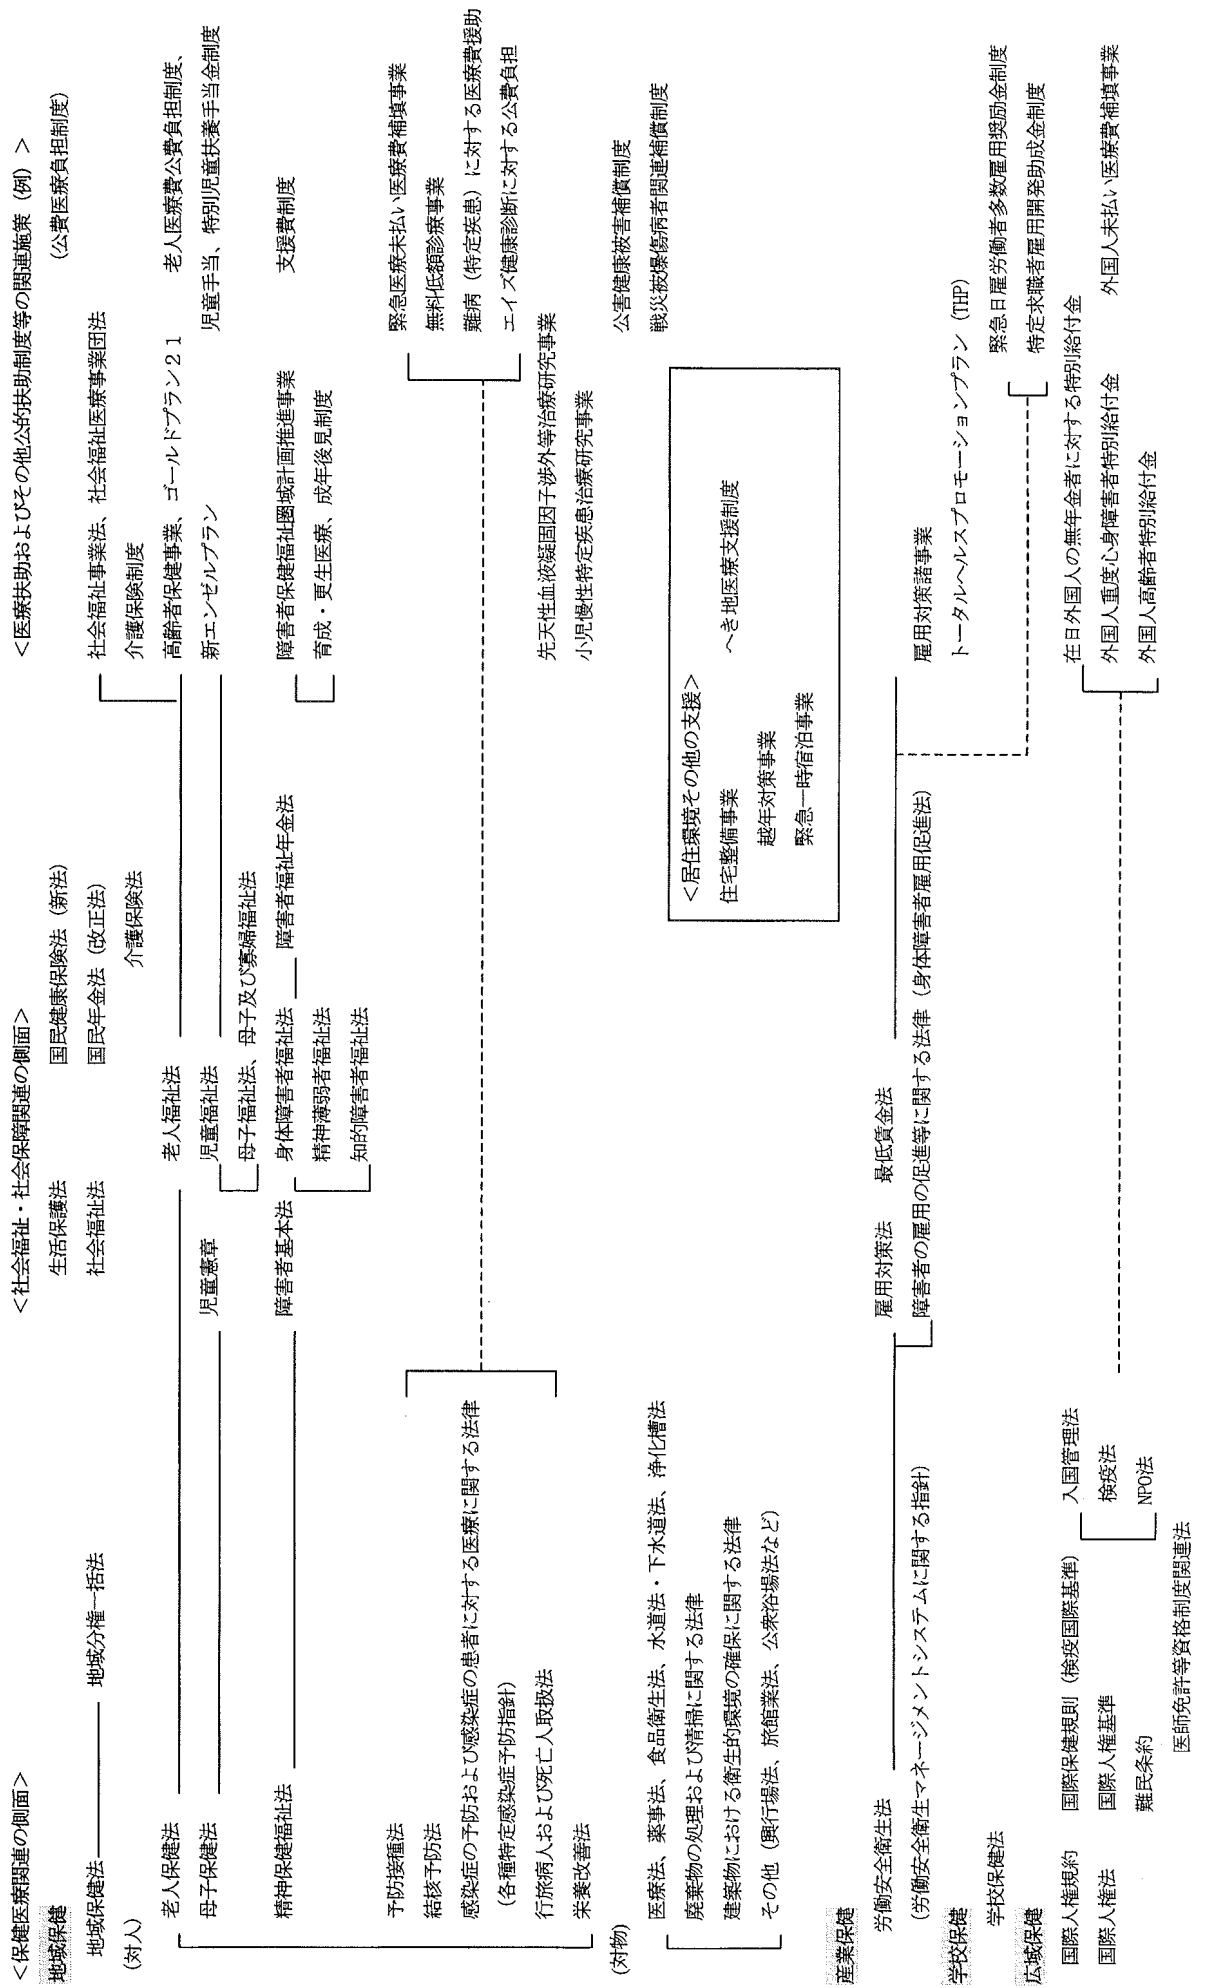 ＜保健医療関連の側面＞　＜社会福祉・社会保障関連の側面＞　＜医療扶助およびその他公的扶助制度等の関連施策（例）＞
地域保健　生活保護法　国民健康保険法（新法）　（公費医療負担制度）
地域保健法　地域分権一括法　社会福祉法　国民年金法（改正法）　社会福祉事業法、社会福祉医療事業団法
（対人）　介護保険法　介護保険制度
老人保健法　老人福祉法　高齢者保健事業、ゴールドプラン２１　老人医療費公費負担制度、
母子保健法　児童憲章　児童福祉法　新エンゼルプラン　児童手当、特別児童扶養手当金制度
母子福祉法、母子及び寡婦福祉法
精神保健福祉法　障害者基本法　身体障害者福祉法　障害者福祉年金法　障害者保健福祉圏域計画推進事業　支援費制度
精神薄弱者福祉法　育成・更生医療、成年後見制度
知的障害者福祉法
予防接種法　緊急医療未払い医療費補填事業
結核予防法　無料低額診療事業
感染症の予防および感染症の患者に対する医療に関する法律　難病（特定疾患）に対する医療費援助
（各種特定感染症予防指針）　エイズ健康診断に対する公費負担
行旅病人および死亡人取扱法　先天性血液凝固因子渉外等治療研究事業
栄養改善法　小児慢性特定疾患治療研究事業
（対物）　公害健康被害補償制度
医療法、薬事法、食品衛生法、水道法・下水道法、浄化槽法　戦災被爆傷病者関連補償制度
廃棄物の処理および清掃に関する法律　＜居住環境その他の支援＞
建築物における衛生的環境の確保に関する法律　住宅整備事業　へき地医療支援制度
その他（興行場法、旅館業法、公衆浴場法など）　越年対策事業
緊急一時宿泊事業
産業保健
労働安全衛生法　雇用対策法　最低賃金法　雇用対策諸事業
（労働安全衛生マネージメントシステムに関する指針）　障害者の雇用の促進等に関する法律（身体障害者雇用促進法）　トータルヘルスプロモーションプラン（THP）
学校保健　緊急日雇労働者多数雇用奨励金制度
学校保健法　特定求職者雇用開発助成金制度
広域保健
国際人権規約　国際保健規則（検疫国際基準）　入国管理法　在日外国人の無年金者に対する特別給付金
国際人権法　国際人権基準　検疫法　外国人重度心身障害者特別給付金　外国人未払い医療費補填事業
難民条約　NPO法　外国人高齢者特別給付金
医師免許等資格制度関連法